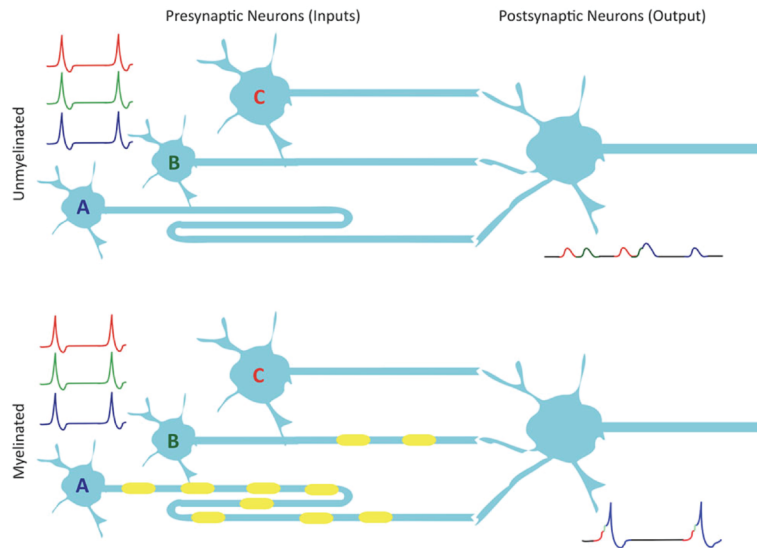 Presynaptic Neurons (Inputs)
Postsynaptic Neurons (Output)
Unmyelinated
C
B
A
Myelinated
C
B
A